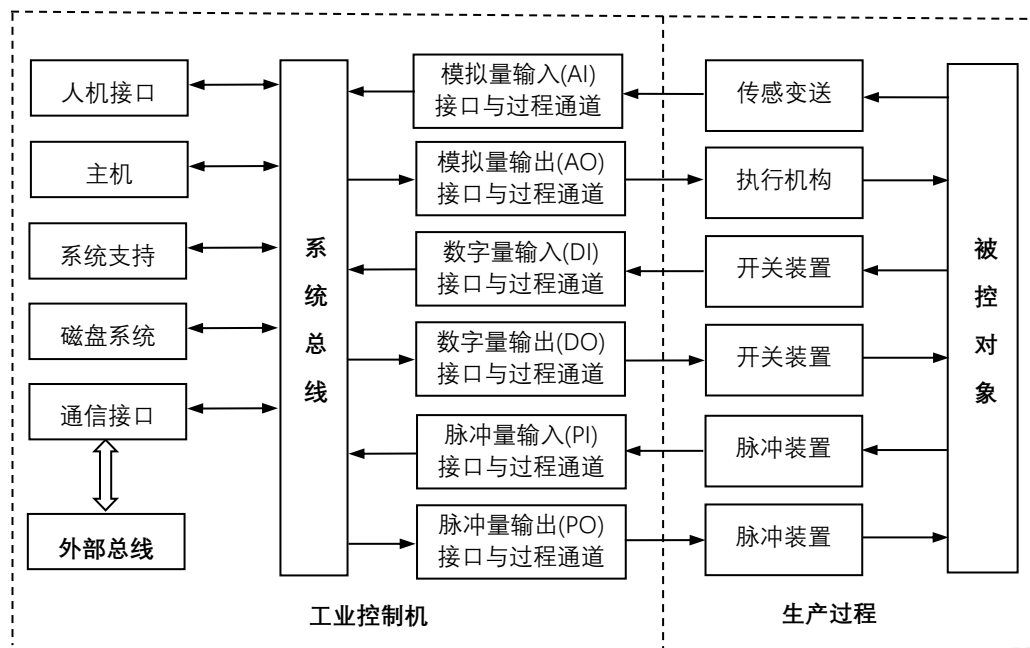 人机接口
主机
系统支持
磁盘系统
通信接口
外部总线
系
统
总
线
模拟量输入(AI)
接口与过程通道
模拟量输出(AO)
接口与过程通道
数字量输入(DI)
接口与过程通道
数字量输出(DO)
接口与过程通道
脉冲量输入(PI)
接口与过程通道
脉冲量输出(PO)
接口与过程通道
传感变送
执行机构
开关装置
开关装置
脉冲装置
脉冲装置
被
控
对
象
工业控制机
生产过程